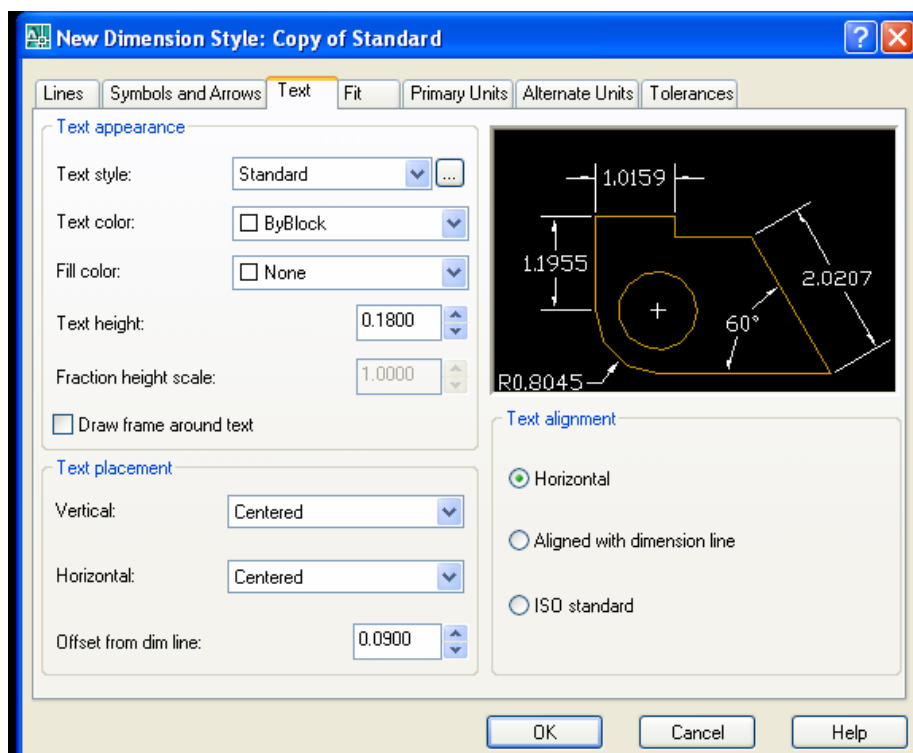 New Dimension Style: Copy of Standard
Lines
Symbols and Arrows
Text
Fit
Primary Units
Alternate Units
Tolerances
Text appearance
Text style:
Standard
...
Text color:
ByBlock
Fill color:
None
Text height:
0.1800
Fraction height scale:
1.0000
Draw frame around text
Text placement
Vertical:
Centered
Horizontal:
Centered
Offset from dim line:
0.0900
1.0159
1.1955
2.0207
60°
R0.8045
Text alignment
Horizontal
Aligned with dimension line
ISO standard
OK
Cancel
Help